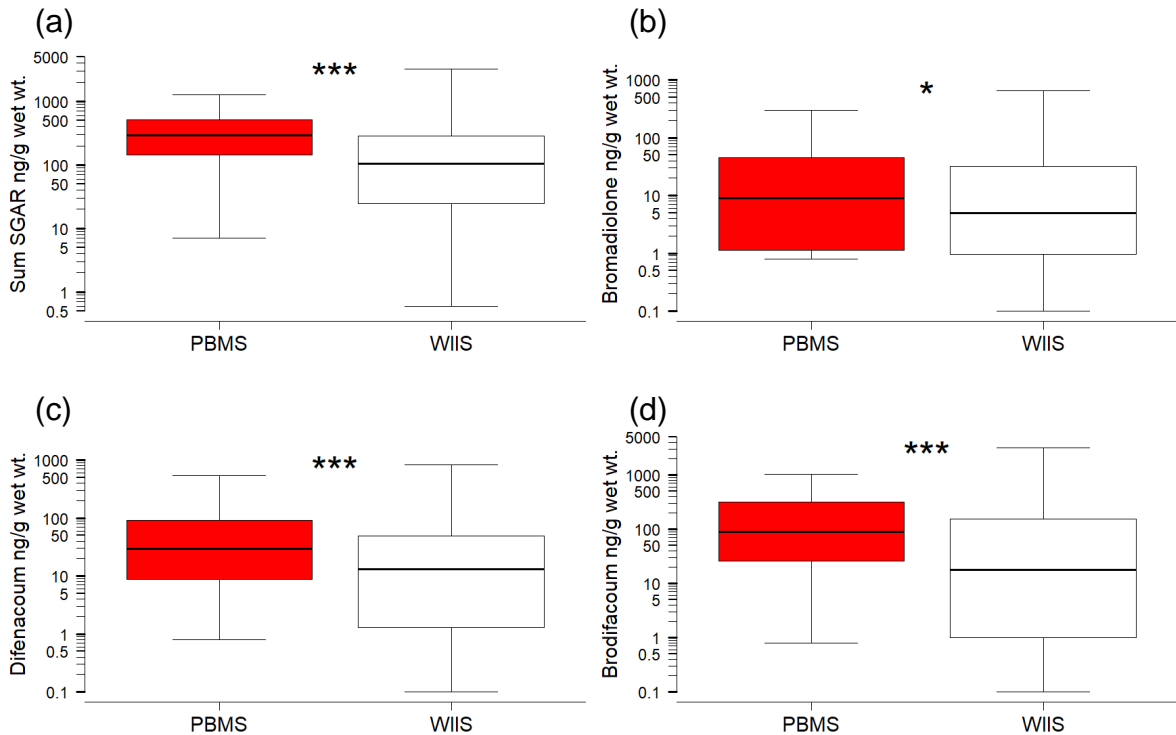 (a)
Sum SGAR ng/g wet wt.
5000
1000
500
100
50
10
5
1
0.5
***
PBMS
WIIS
(b)
Bromadiolone ng/g wet wt.
1000
500
100
50
10
5
1
0.5
0.1
*
PBMS
WIIS
(c)
Difenacoum ng/g wet wt.
1000
500
100
50
10
5
1
0.5
0.1
***
PBMS
WIIS
(d)
Brodifacoum ng/g wet wt.
5000
1000
500
100
50
10
5
1
0.5
0.1
***
PBMS
WIIS